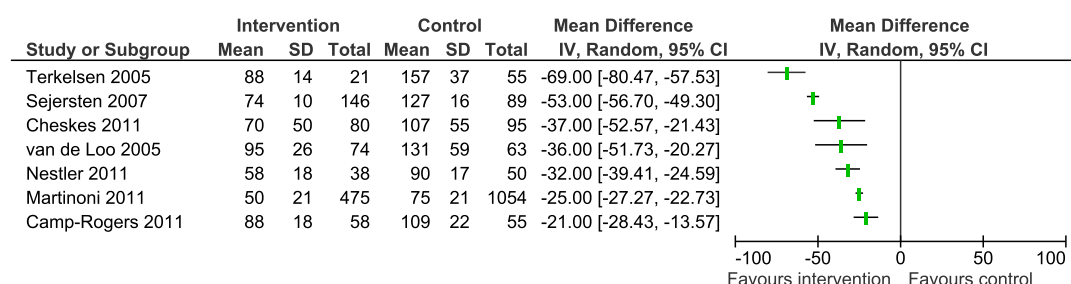 Intervention Control Mean Difference Mean Difference
Study or Subgroup Mean SD Total Mean SD Total IV, Random, 95% CI IV, Random, 95% CI
Terkelsen 2005 88 14 21 157 37 55 -69.00 [-80.47, -57.53]
Sejersten 2007 74 10 146 127 16 89 -53.00 [-56.70, -49.30]
Cheskes 2011 70 50 80 107 55 95 -37.00 [-52.57, -21.43]
van de Loo 2005 95 26 74 131 59 63 -36.00 [-51.73, -20.27]
Nestler 2011 58 18 38 90 17 50 -32.00 [-39.41, -24.59]
Martinoni 2011 50 21 475 75 21 1054 -25.00 [-27.27, -22.73]
Camp-Rogers 2011 88 18 58 109 22 55 -21.00 [-28.43, -13.57]
-100 -50 0 50 100
Favours intervention Favours control